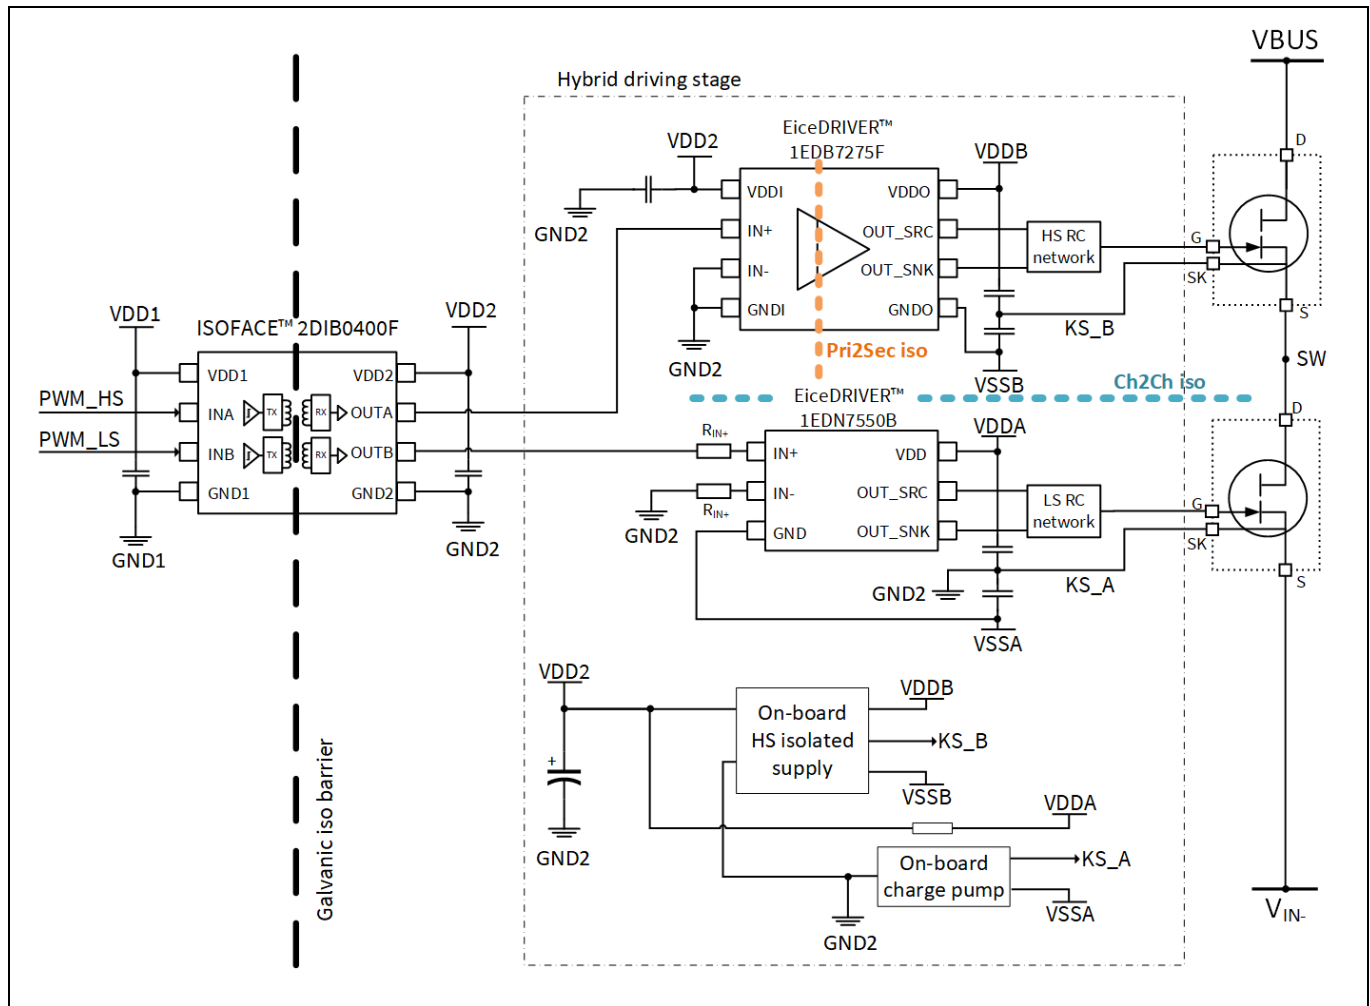 VBUS
Hybrid driving stage
EiceDRIVER™
1EDB7275F
VDD2
GND2
VDDI
IN+
IN-
GNDI
VDDO
OUT_SRC
OUT_SNK
GNDO
GND2
Pri2Sec iso
VDDB
HS RC
network
KS_B
VSSB
D
G
SK
S
SW
Ch2Ch iso
VDD1
ISOFACE™ 2DIB0400F
VDD2
PWM_HS
PWM_LS
VDD1
INA
INB
GND1
TX
RX
TX
RX
VDD2
OUTA
OUTB
GND2
GND1
GND2
EiceDRIVER™
1EDN7550B
RIN+
RIN+
GND2
IN+
IN-
GND
VDD
OUT_SRC
OUT_SNK
VDDA
LS RC
network
GND2
KS_A
VSSA
D
G
SK
S
Galvanic iso barrier
VDD2
+
GND2
On-board
HS isolated
supply
VDDB
KS_B
VSSB
VDDA
On-board
charge pump
KS_A
VSSA
GND2
VIN-